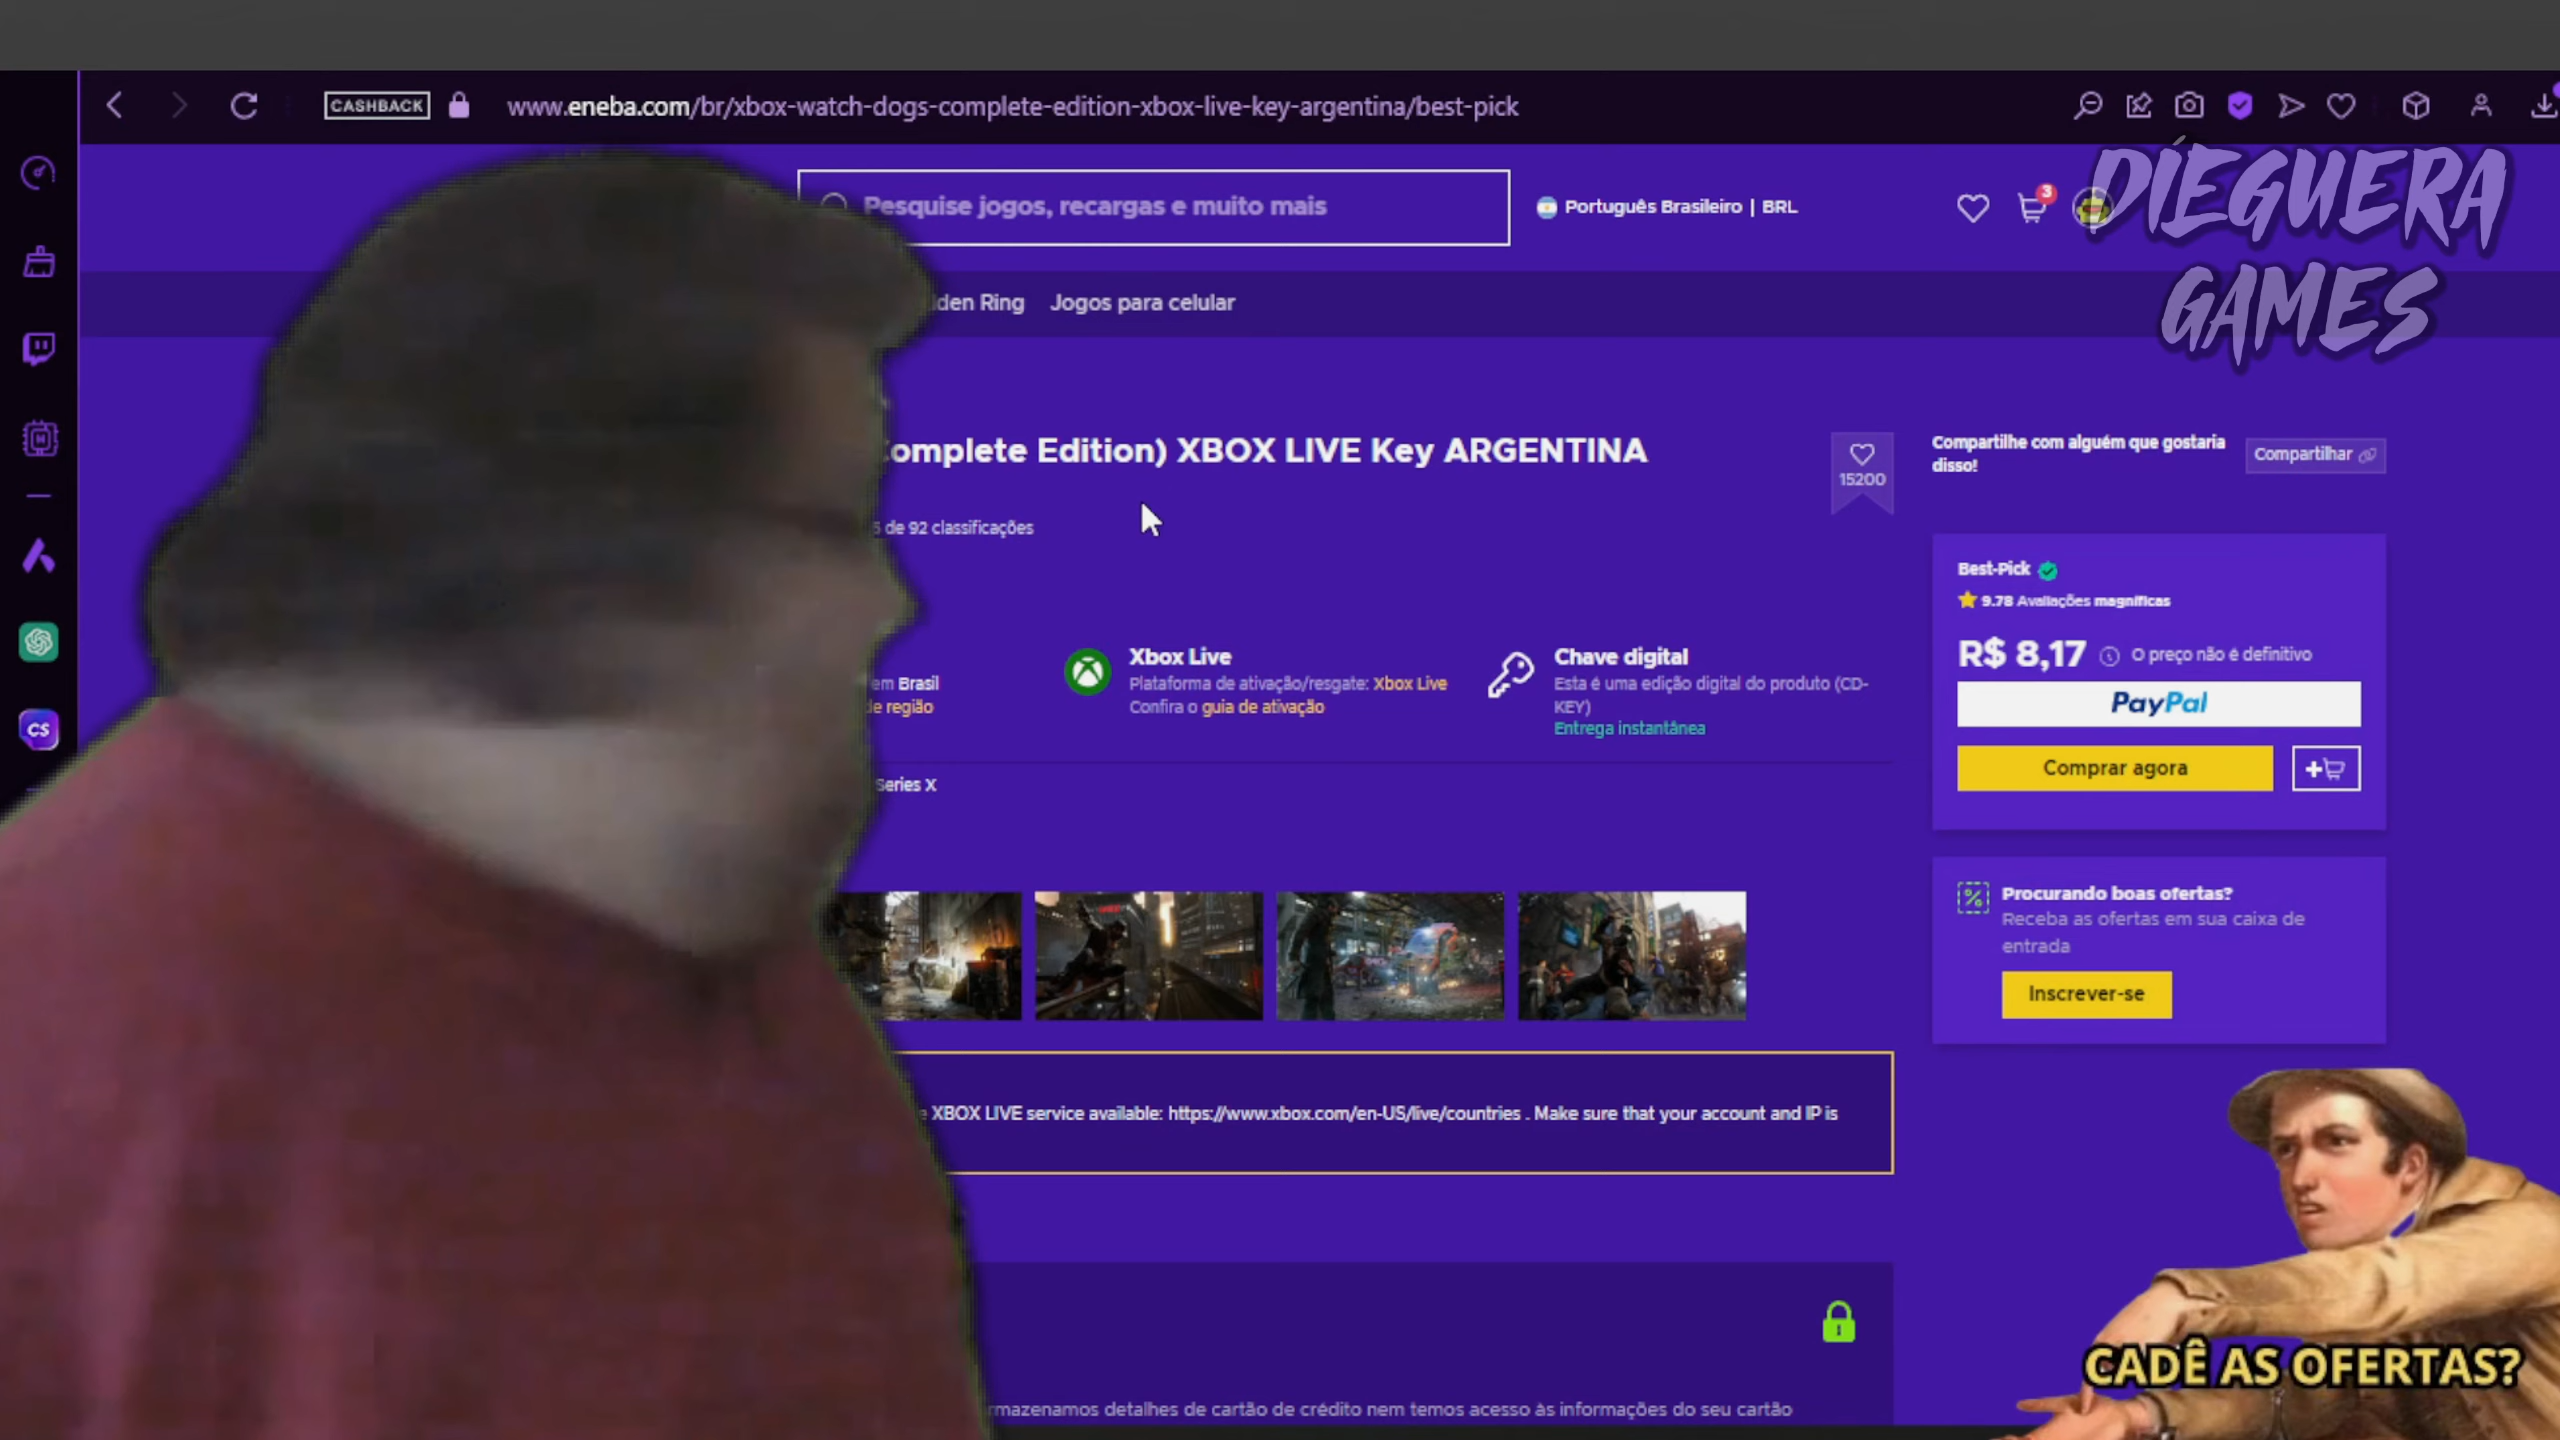 CASHBACK
www.eneba.com/br/xbox-watch-dogs-complete-edition-xbox-live-key-argentina/best-pick
DÍEGUERA
GAMES
Pesquise jogos, recargas e muito mais
Português Brasileiro | BRL
3
Ring
Jogos para celular
Edition) XBOX LIVE Key ARGENTINA
15200
Compartilhe com alguém que gostaria
disso!
Compartilhar
de 92 classificações
Best-Pick
9.78 Avaliações magníficas
R$ 8,17
O preço não é definitivo
PayPal
Comprar agora
em Brasil
região
Xbox Live
Plataforma de ativação/resgate: Xbox Live
Confira o guia de ativação
Chave digital
Esta é uma edição digital do produto (CD-
KEY)
Entrega instantânea
CS
Series X
Procurando boas ofertas?
Receba as ofertas em sua caixa de
entrada
Inscrever-se
XBOX LIVE service available: https://www.xbox.com/en-US/live/countries . Make sure that your account and IP is
CADÊ AS OFERTAS?
detalhes de cartão de crédito nem temos acesso às informações do seu cartão